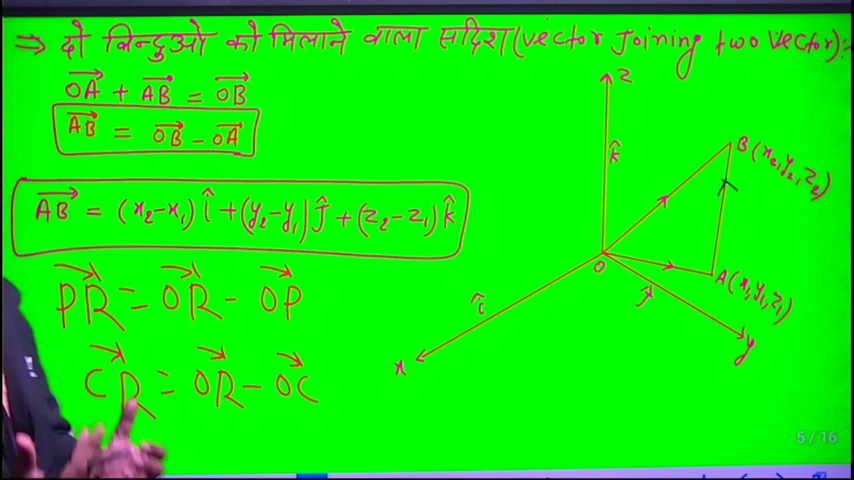 ⇒ दो बिन्दुओ को मिलाने वाला सदिश (vector joining two vector):-
OA⃗ + AB⃗ = OB⃗
AB⃗ = OB⃗ - OA⃗
AB⃗ = (x₂-x₁) î + (y₂-y₁) ĵ + (z₂-z₁) k̂
PR⃗ = OR⃗ - OP⃗
CR⃗ = OR⃗ - OC⃗
z
k̂
B(x₂,y₂,z₂)
O
A(x₁,y₁,z₁)
î
ĵ
x
y
5/16